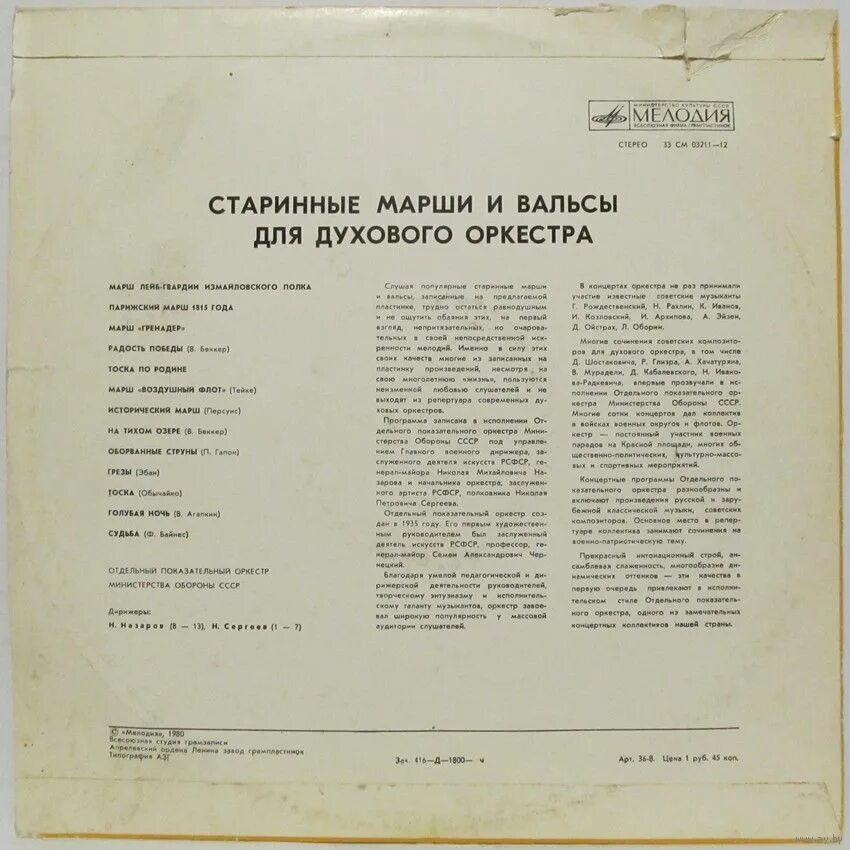 МИНИСТЕРСТВО КУЛЬТУРЫ СССР
МЕЛОДИЯ
ВСЕСОЮЗНАЯ ФИРМА ГРАМПЛАСТИНОК
СТЕРЕО 33 СМ 03211—12
СТАРИННЫЕ МАРШИ И ВАЛЬСЫ
ДЛЯ ДУХОВОГО ОРКЕСТРА
МАРШ ЛЕЙБ-ГВАРДИИ ИЗМАЙЛОВСКОГО ПОЛКА
ПАРИЖСКИЙ МАРШ 1815 ГОДА
МАРШ «ГРЕНАДЕР»
РАДОСТЬ ПОБЕДЫ (В. Беккер)
ТОСКА ПО РОДИНЕ
МАРШ «ВОЗДУШНЫЙ ФЛОТ» (Тейке)
ИСТОРИЧЕСКИЙ МАРШ (Персуис)
НА ТИХОМ ОЗЕРЕ (В. Беккер)
ОБОРВАННЫЕ СТРУНЫ (П. Гапон)
ГРЕЗЫ (Эбан)
ТОСКА (Обычайно)
ГОЛУБАЯ НОЧЬ (В. Агапкин)
СУДЬБА (Ф. Байнес)
ОТДЕЛЬНЫЙ ПОКАЗАТЕЛЬНЫЙ ОРКЕСТР
МИНИСТЕРСТВА ОБОРОНЫ СССР
Дирижеры:
Н. Назаров (8 — 13), Н. Сергеев (1 — 7)
Слушая популярные старинные марши
и вальсы, записанные на предлагаемой
пластинке, трудно остаться равнодушным
и не ощутить обаяния этих, на первый
взгляд, непритязательных, но очарова-
тельных в своей непосредственной иск-
ренности мелодий. Именно в силу этих
своих качеств многие из записанных на
пластинку произведений, несмотря на
свою многолетнюю «жизнь», пользуются
неизменной любовью слушателей и не
выходят из репертуара современных ду-
ховых оркестров.
Программа записана в исполнении От-
дельного показательного оркестра Мини-
стерства Обороны СССР под управлени-
ем Главного военного дирижера, за-
служенного деятеля искусств РСФСР, ге-
нерал-майора Николая Михайловича На-
зарова и начальника оркестра, заслужен-
ного артиста РСФСР, полковника Николая
Петровича Сергеева.
Отдельный показательный оркестр соз-
дан в 1935 году. Его первым художествен-
ным руководителем был заслуженный
деятель искусств РСФСР, профессор, ге-
нерал-майор Семен Александрович Чер-
нецкий.
Благодаря умелой педагогической и ди-
рижерской деятельности руководителей,
творческому энтузиазму и исполнитель-
скому таланту музыкантов, оркестр завое-
вал широкую популярность у массовой
аудитории слушателей.
В концертах оркестра не раз принимали
участие известные советские музыканты
Г. Рождественский, Н. Рахлин, К. Иванов,
И. Козловский, И. Архипова, А. Эйзен,
Д. Ойстрах, Л. Оборин.
Многие сочинения советских композито-
ров для духового оркестра, в том числе
Д. Шостаковича, Р. Глиэра, А. Хачатуряна,
В. Мурадели, Д. Кабалевского, Н. Ивано-
ва-Радкевича, впервые прозвучали в ис-
полнении Отдельного показательного ор-
кестра Министерства Обороны СССР.
Многие сотни концертов дал коллектив
в войсках военных округов и флотов. Ор-
кестр — постоянный участник военных
парадов на Красной площади, многих об-
щественно-политических, культурно-массо-
вых и спортивных мероприятий.
Концертные программы Отдельного по-
казательного оркестра разнообразны и
включают произведения русской и зару-
бежной классической музыки, советских
композиторов. Основное место в репер-
туаре коллектива занимают сочинения на
военно-патриотическую тему.
Прекрасный интонационный строй, ан-
самблевая слаженность, многообразие ди-
намических оттенков — эти качества в
первую очередь привлекают в исполни-
тельском стиле Отдельного показатель-
ного оркестра, одного из замечательных
концертных коллективов нашей страны.
© «Мелодия», 1980
Всесоюзная студия грамзаписи
Апрелевский ордена Ленина завод грампластинок
Типография АЗГ
Зак. 416—Д—1800— ч
Арт. 36-8. Цена 1 руб. 45 коп.
www.ay.by